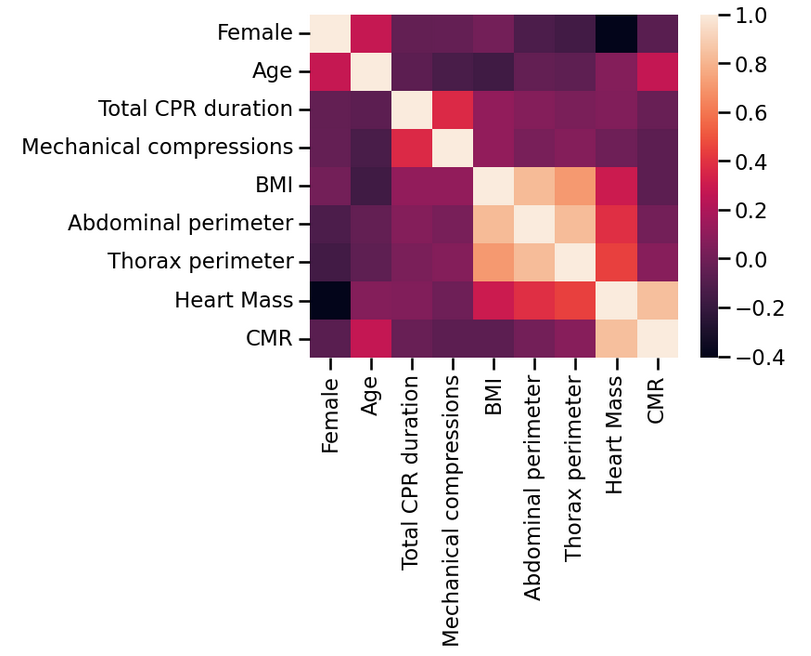 Female
Age
Total CPR duration
Mechanical compressions
BMI
Abdominal perimeter
Thorax perimeter
Heart Mass
CMR
Female
Age
Total CPR duration
Mechanical compressions
BMI
Abdominal perimeter
Thorax perimeter
Heart Mass
CMR
1.0
0.8
0.6
0.4
0.2
0.0
−0.2
−0.4